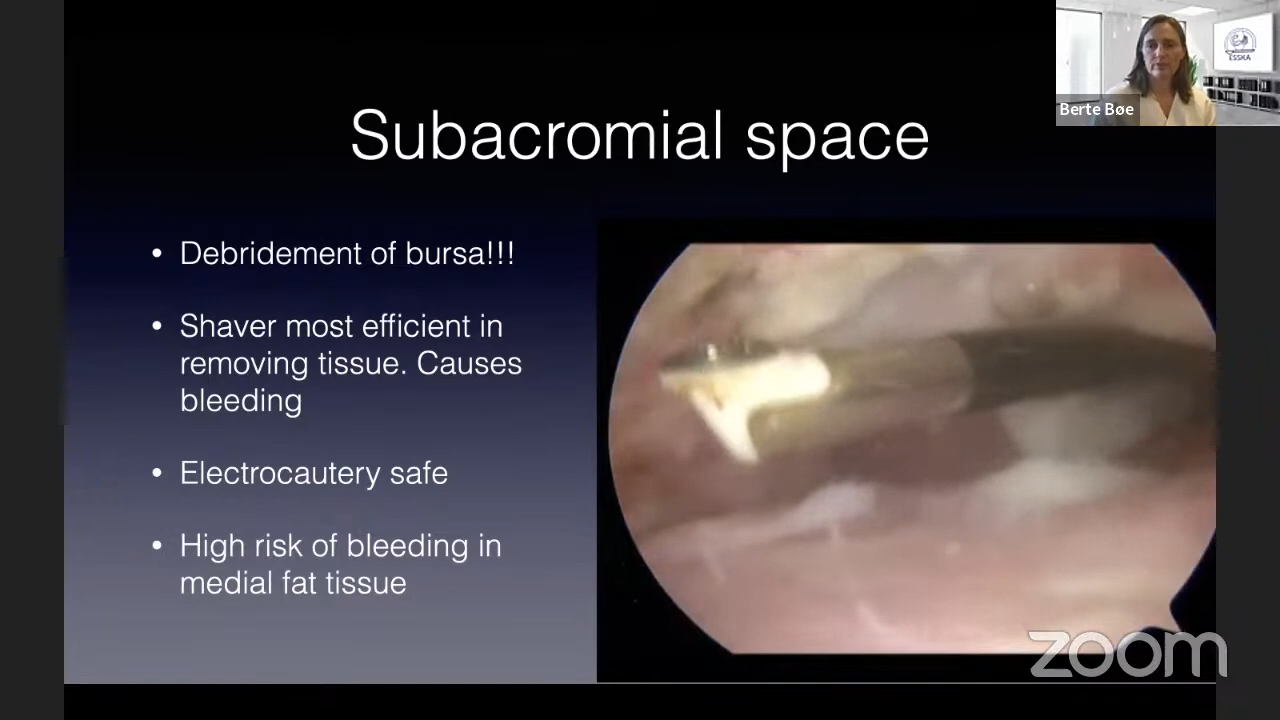 ESSKA
Berte Bøe
Subacromial space
• Debridement of bursa!!!
• Shaver most efficient in
removing tissue. Causes
bleeding
• Electrocautery safe
• High risk of bleeding in
medial fat tissue
zoom